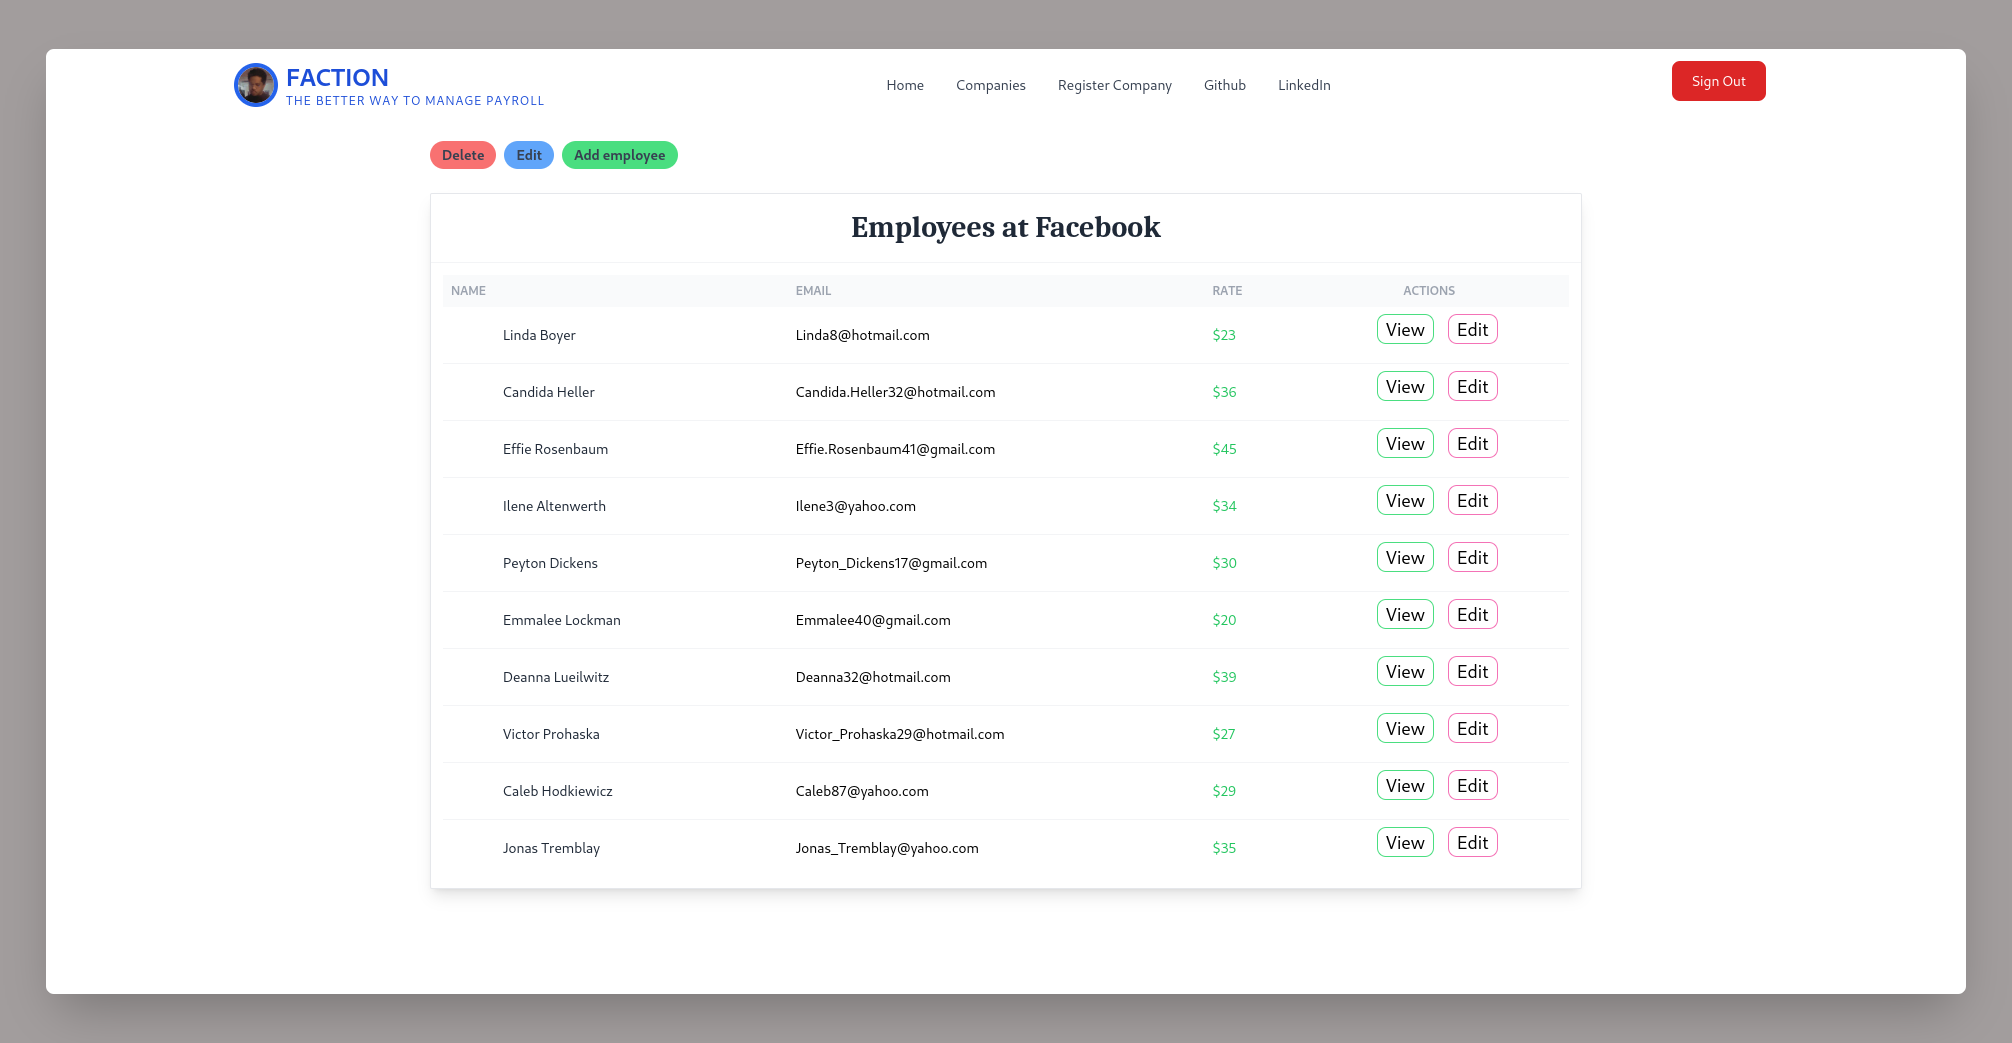 FACTION
THE BETTER WAY TO MANAGE PAYROLL
Home Companies Register Company Github LinkedIn
Sign Out
Delete Edit Add employee
Employees at Facebook
NAME EMAIL RATE ACTIONS
Linda Boyer Linda8@hotmail.com $23 View Edit
Candida Heller Candida.Heller32@hotmail.com $36 View Edit
Effie Rosenbaum Effie.Rosenbaum41@gmail.com $45 View Edit
Ilene Altenwerth Ilene3@yahoo.com $34 View Edit
Peyton Dickens Peyton_Dickens17@gmail.com $30 View Edit
Emmalee Lockman Emmalee40@gmail.com $20 View Edit
Deanna Lueilwitz Deanna32@hotmail.com $39 View Edit
Victor Prohaska Victor_Prohaska29@hotmail.com $27 View Edit
Caleb Hodkiewicz Caleb87@yahoo.com $29 View Edit
Jonas Tremblay Jonas_Tremblay@yahoo.com $35 View Edit